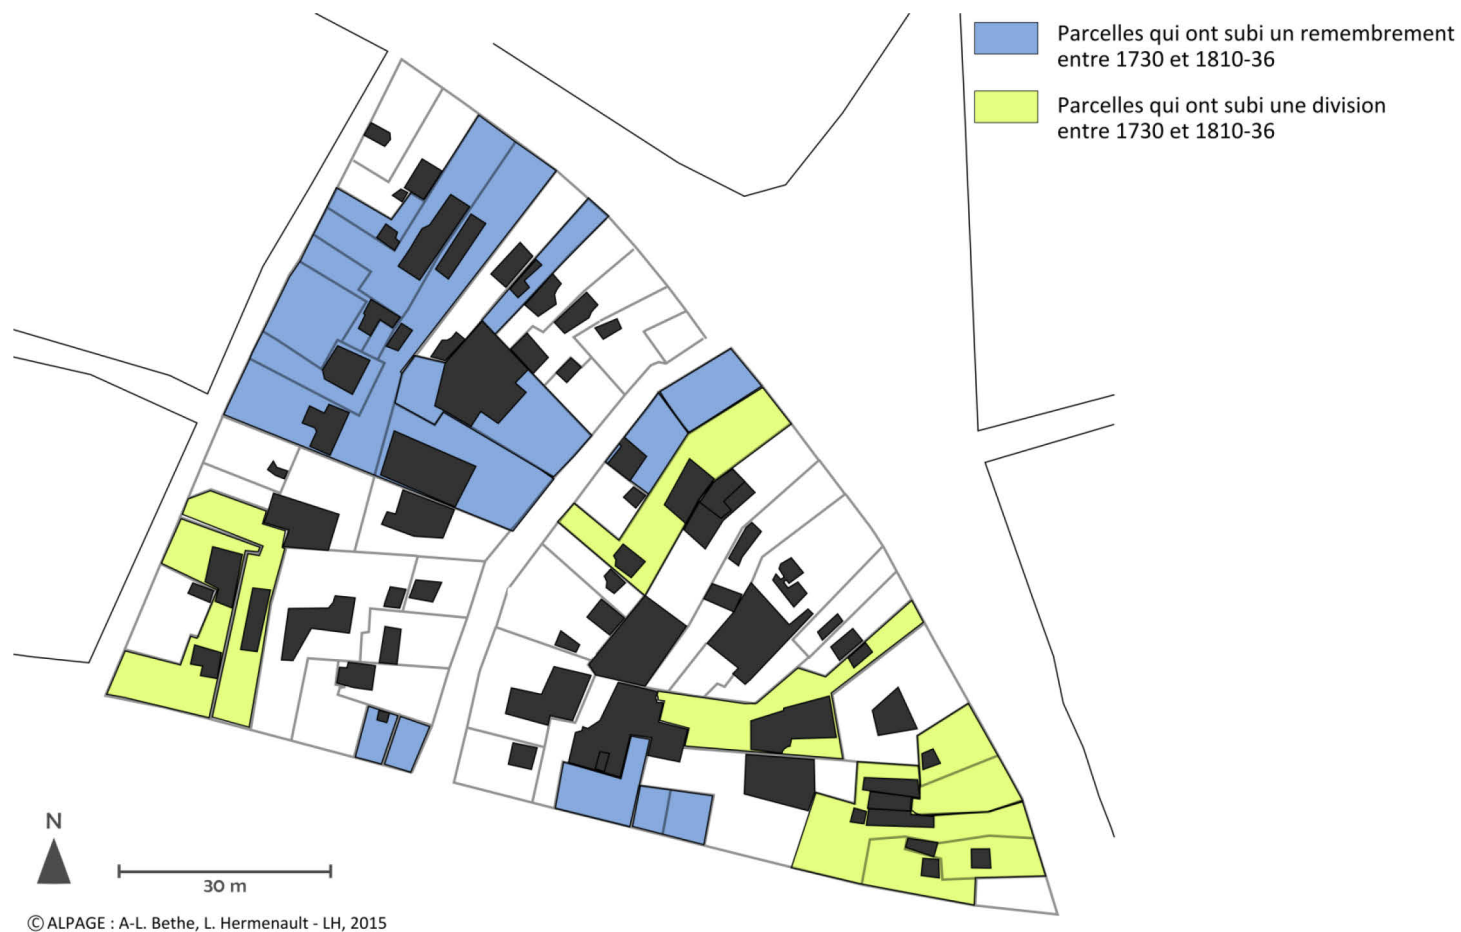 Parcelles qui ont subi un remembrement
entre 1730 et 1810-36
Parcelles qui ont subi une division
entre 1730 et 1810-36
N
30 m
© ALPAGE : A-L. Bethe, L. Hermenault - LH, 2015